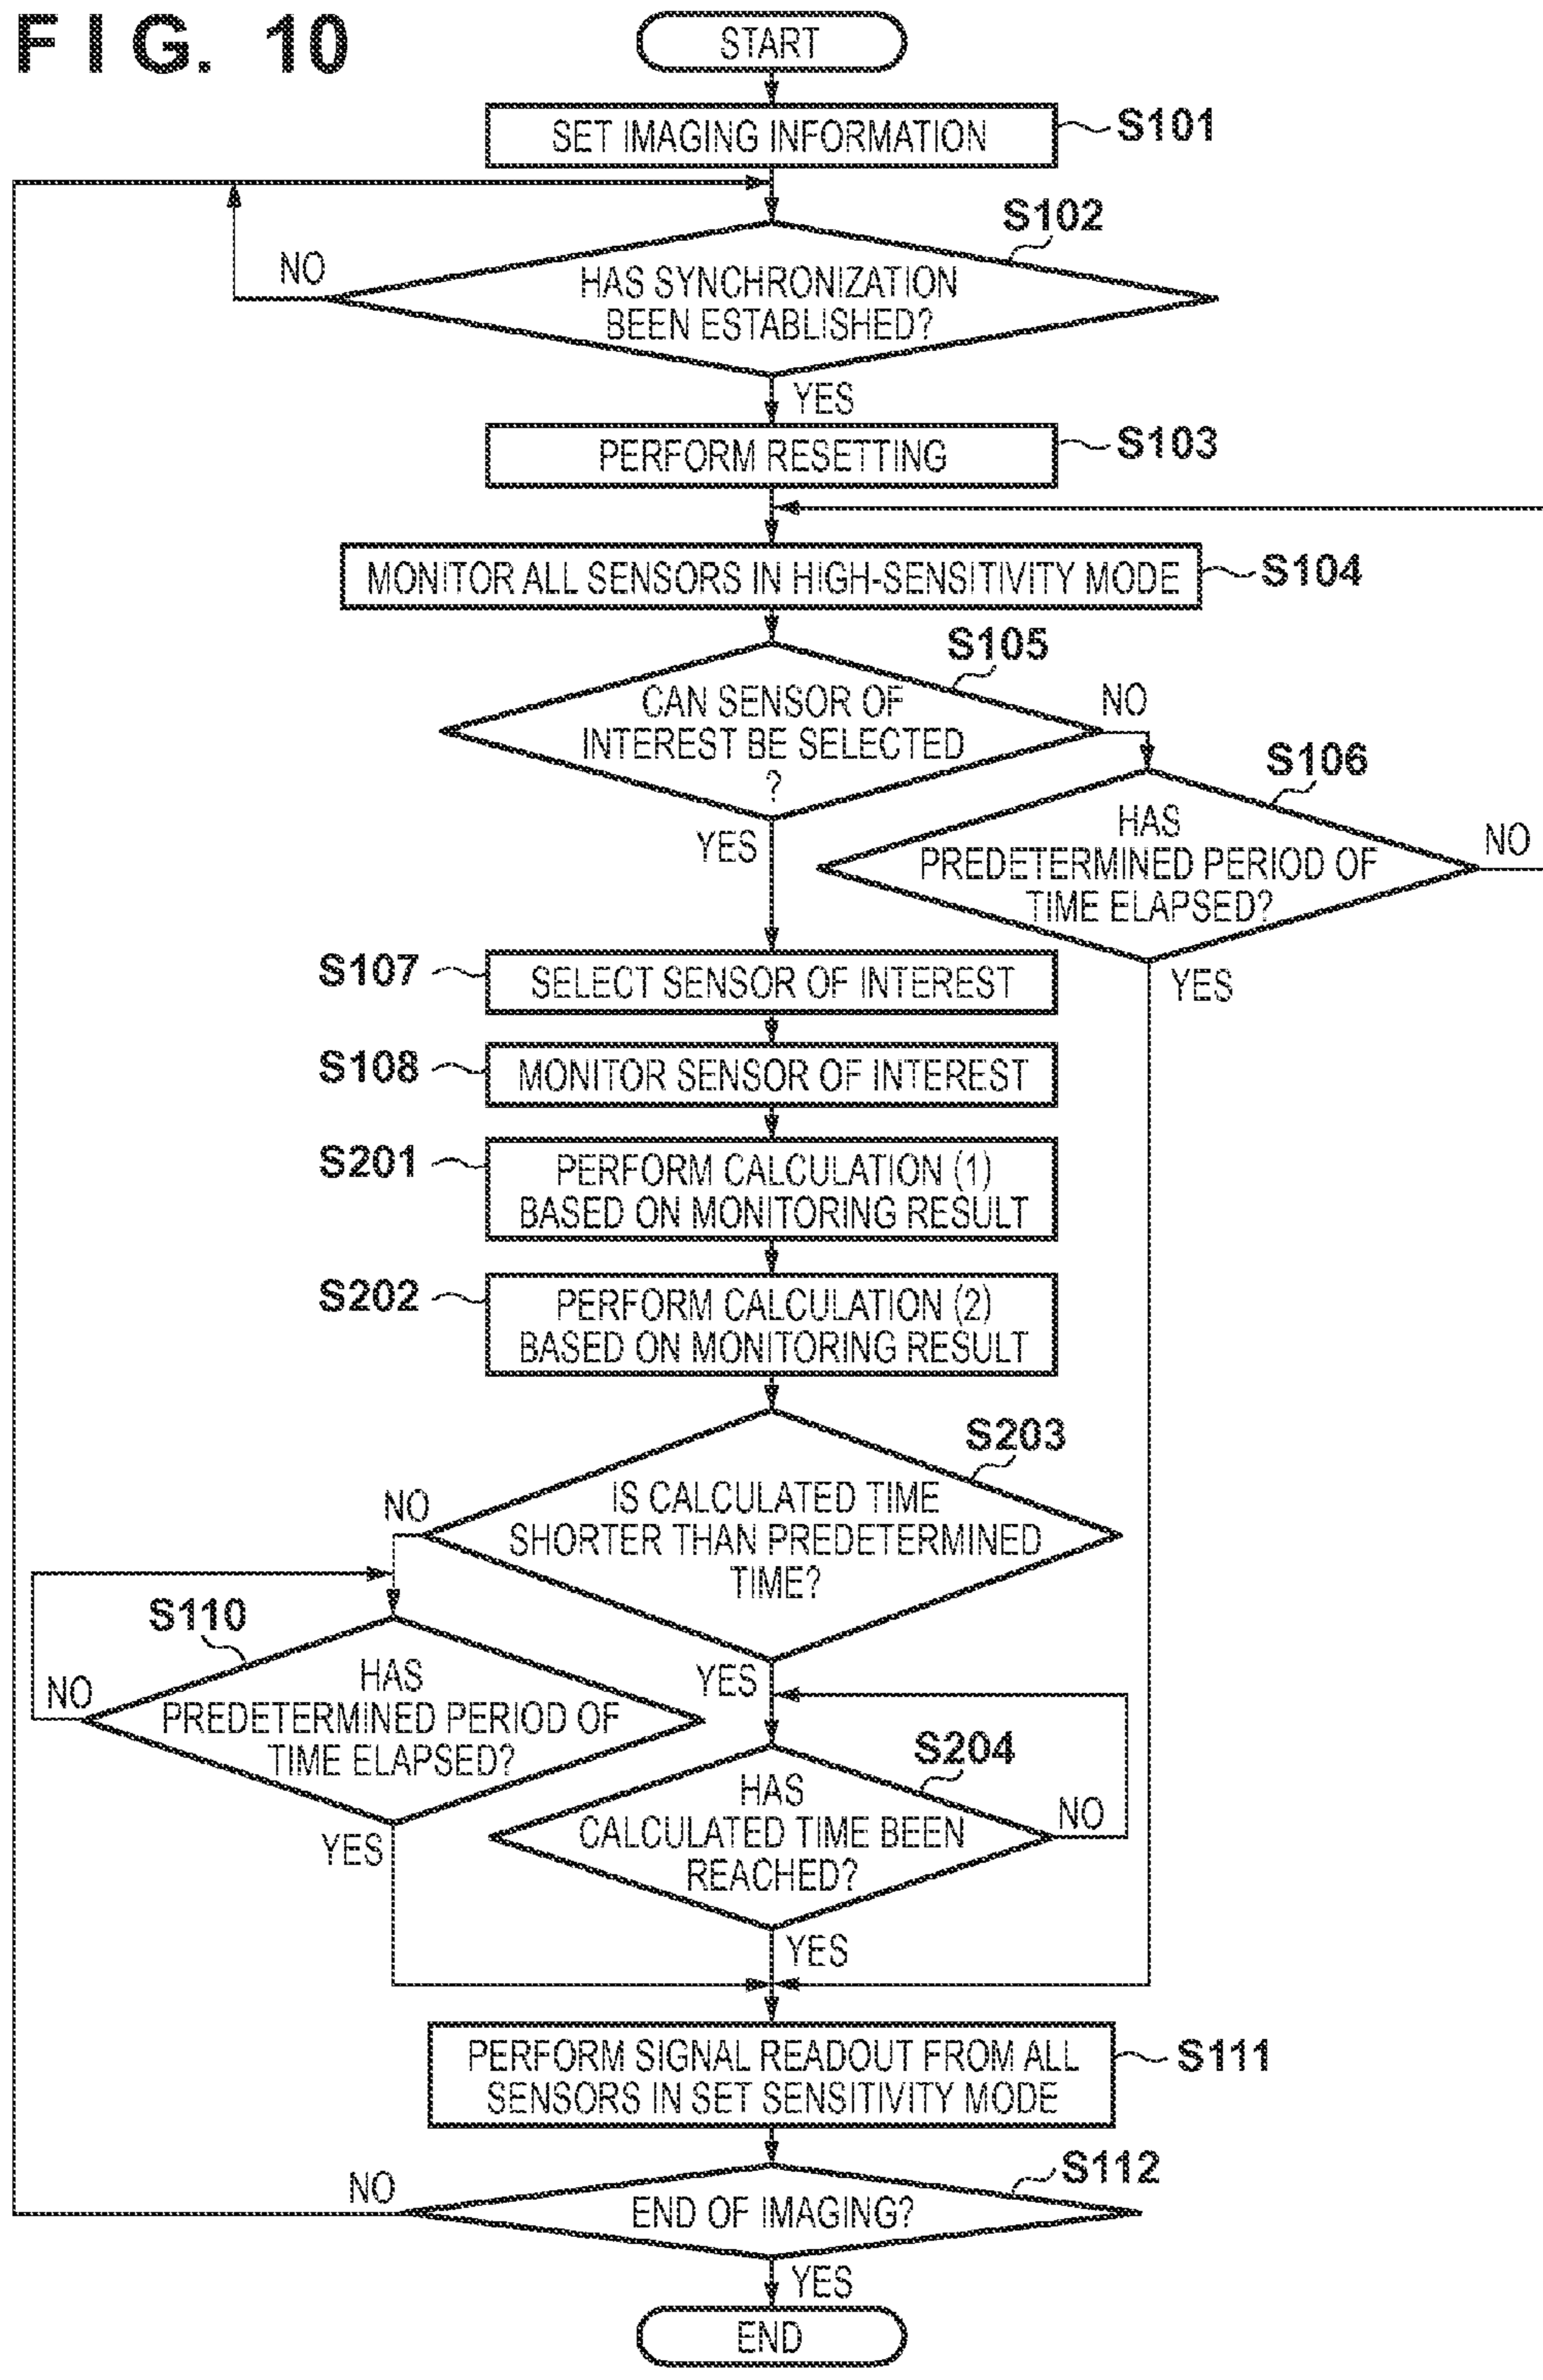 FIG. 10
START
SET IMAGING INFORMATION
S101
S102
NO
HAS SYNCHRONIZATION
BEEN ESTABLISHED?
YES
PERFORM RESETTING
S103
MONITOR ALL SENSORS IN HIGH-SENSITIVITY MODE
S104
S105
CAN SENSOR OF
INTEREST BE SELECTED
?
NO
YES
S106
HAS
PREDETERMINED PERIOD OF
TIME ELAPSED?
NO
YES
S107
SELECT SENSOR OF INTEREST
S108
MONITOR SENSOR OF INTEREST
S201
PERFORM CALCULATION (1)
BASED ON MONITORING RESULT
S202
PERFORM CALCULATION (2)
BASED ON MONITORING RESULT
S203
NO
IS CALCULATED TIME
SHORTER THAN PREDETERMINED
TIME?
YES
S110
HAS
PREDETERMINED PERIOD OF
TIME ELAPSED?
NO
YES
S204
HAS
CALCULATED TIME BEEN
REACHED?
NO
YES
PERFORM SIGNAL READOUT FROM ALL
SENSORS IN SET SENSITIVITY MODE
S111
S112
NO
END OF IMAGING?
YES
END